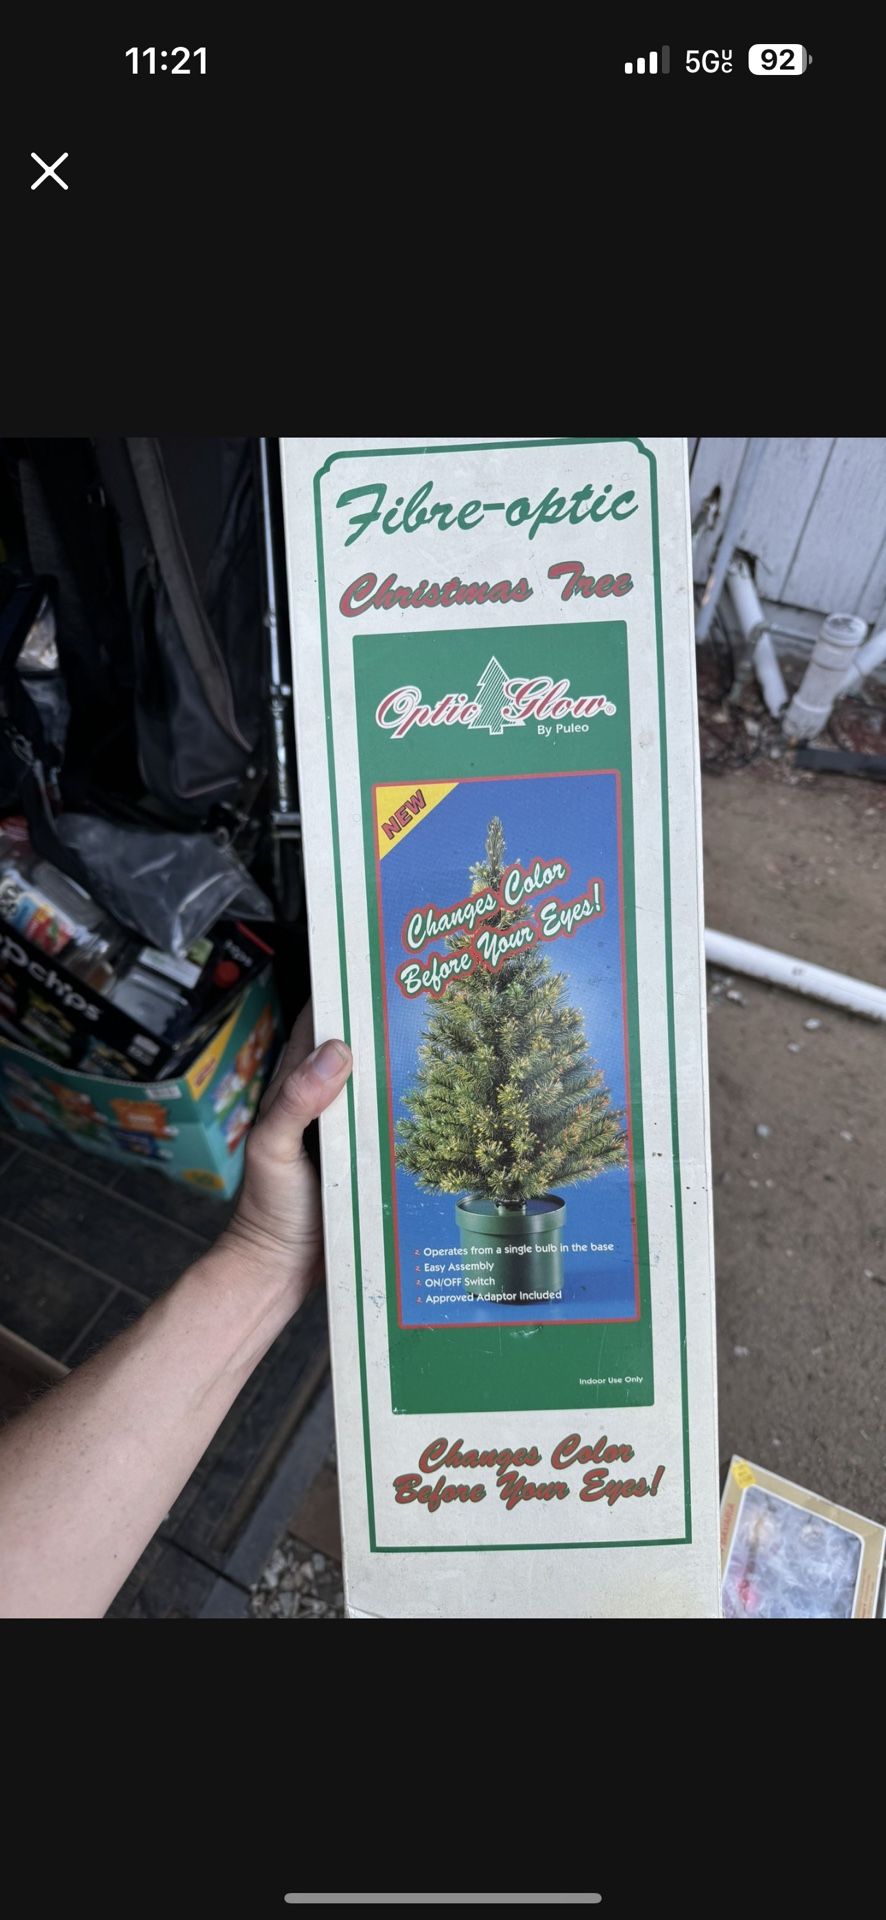 11:21
5GUC
92
Fibre-optic
Christmas Tree
Optic Glow®
By Puleo
NEW
Changes Color
Before Your Eyes!
Operates from a single bulb in the base
Easy Assembly
ON/OFF Switch
Approved Adaptor Included
Indoor Use Only
Changes Color
Before Your Eyes!